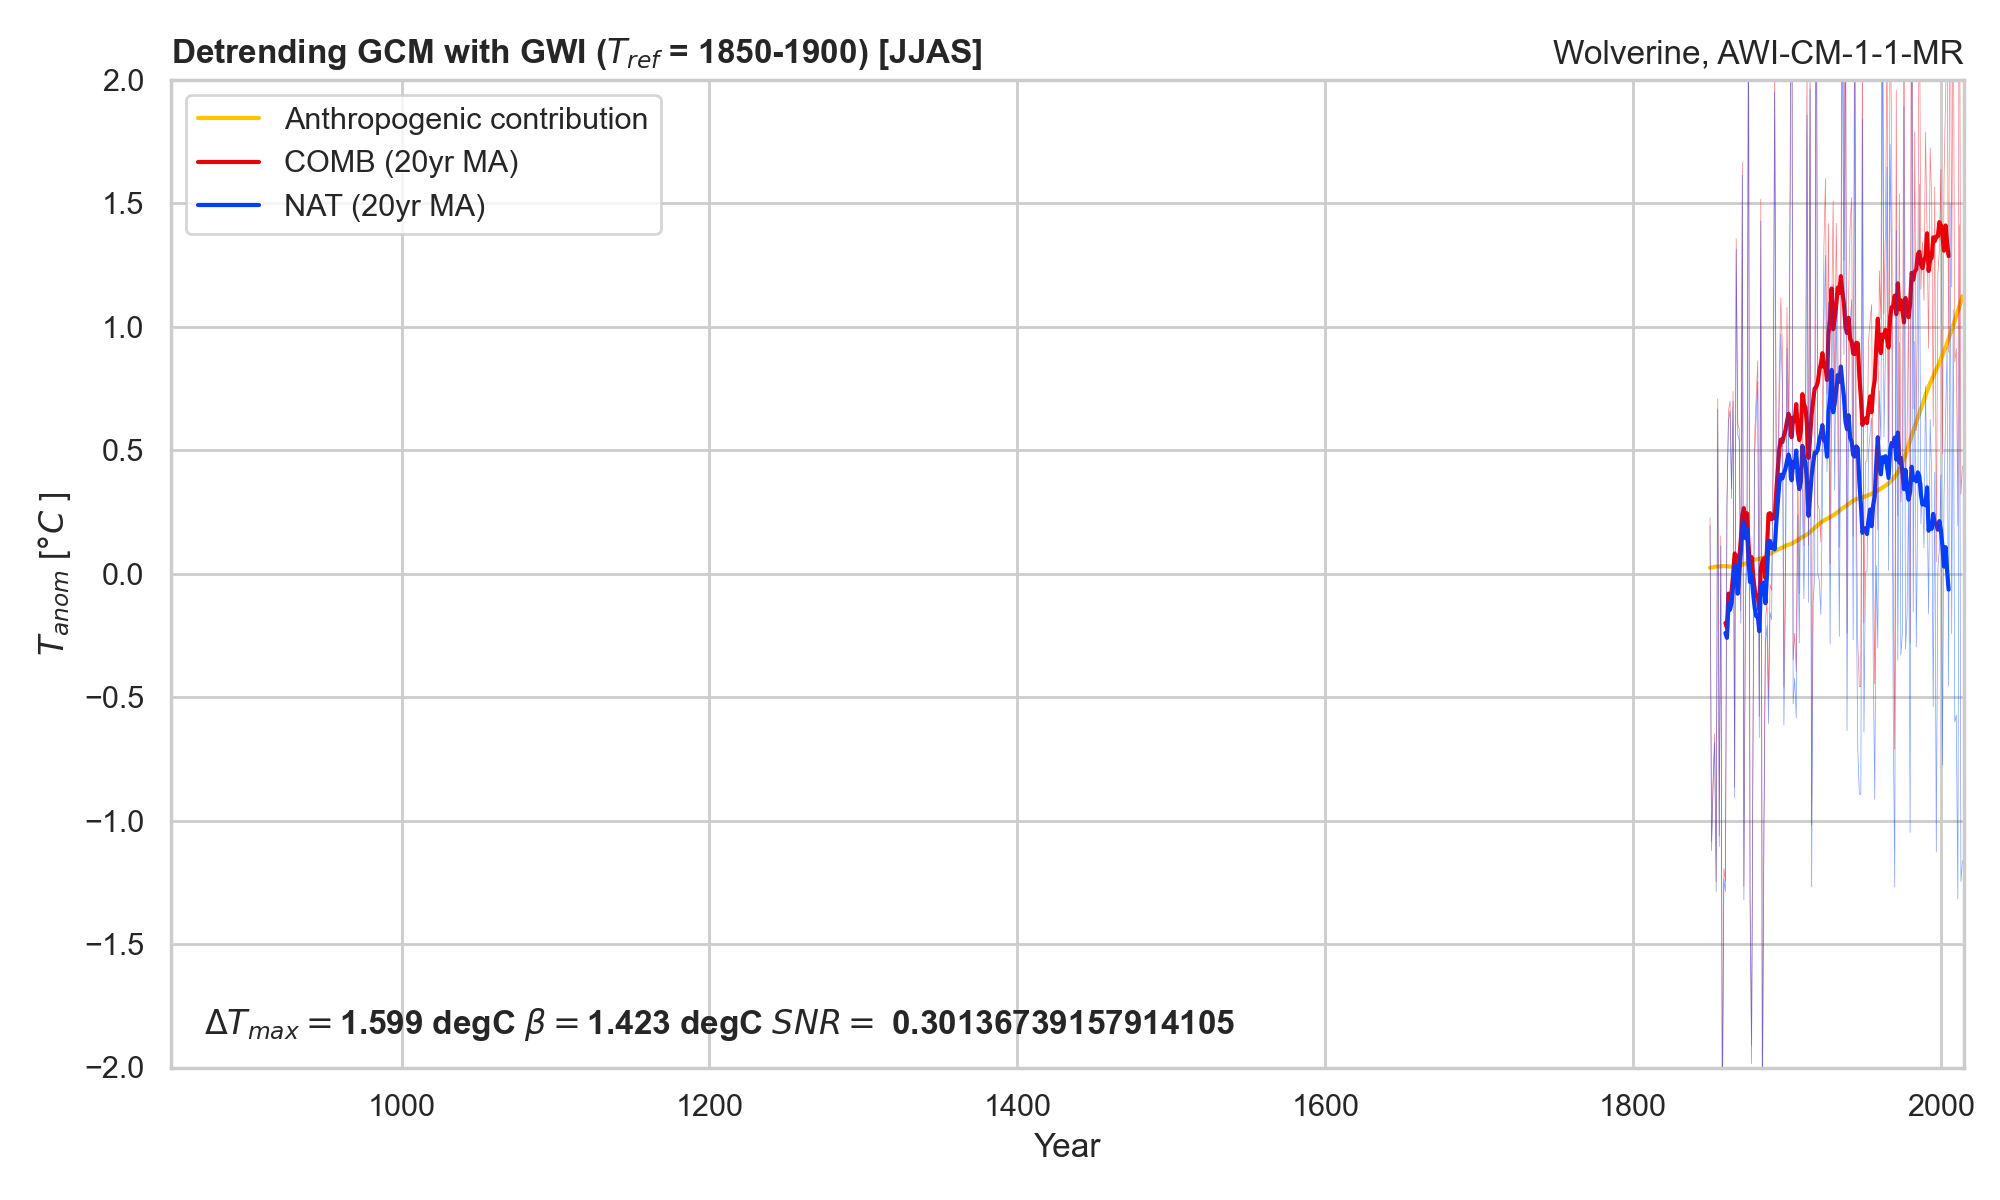 Detrending GCM with GWI (T_ref = 1850-1900) [JJAS]
Wolverine, AWI-CM-1-1-MR
Anthropogenic contribution
COMB (20yr MA)
NAT (20yr MA)
2.0
1.5
1.0
0.5
0.0
−0.5
−1.0
−1.5
−2.0
T_anom [°C]
ΔT_max = 1.599 degC β = 1.423 degC SNR = 0.30136739157914105
1000 1200 1400 1600 1800 2000
Year